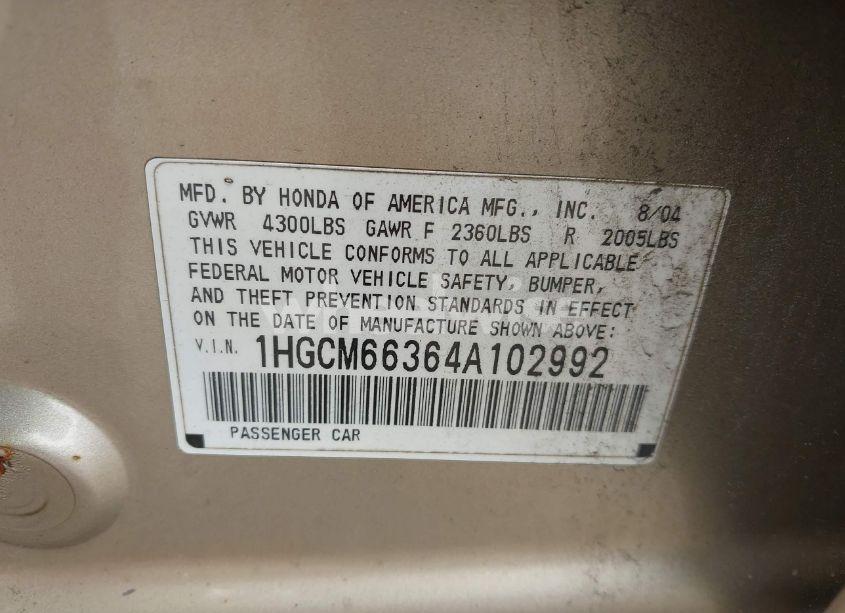 MFD. BY HONDA OF AMERICA MFG., INC. 8/04
GVWR 4300LBS GAWR F 2360LBS R 2005LBS
THIS VEHICLE CONFORMS TO ALL APPLICABLE
FEDERAL MOTOR VEHICLE SAFETY, BUMPER,
AND THEFT PREVENTION STANDARDS IN EFFECT
ON THE DATE OF MANUFACTURE SHOWN ABOVE:
V.I.N. 1HGCM66364A102992
PASSENGER CAR